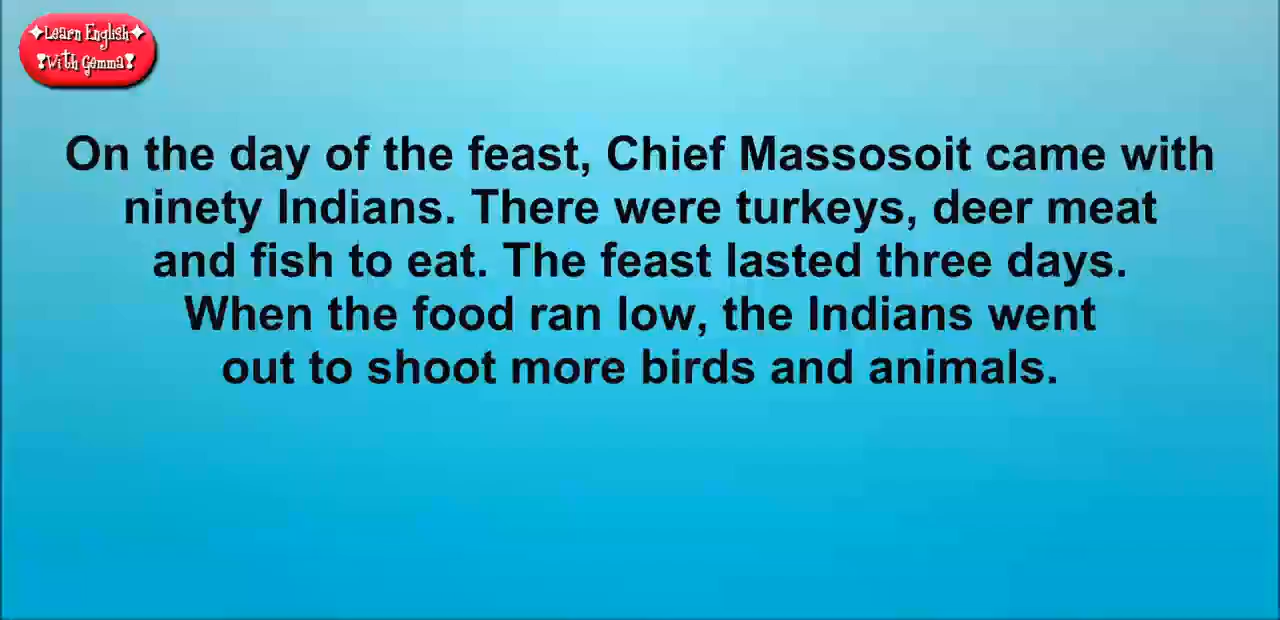 ✦Learn English✦
❢With Gemma❢
On the day of the feast, Chief Massosoit came with
ninety Indians. There were turkeys, deer meat
and fish to eat. The feast lasted three days.
When the food ran low, the Indians went
out to shoot more birds and animals.